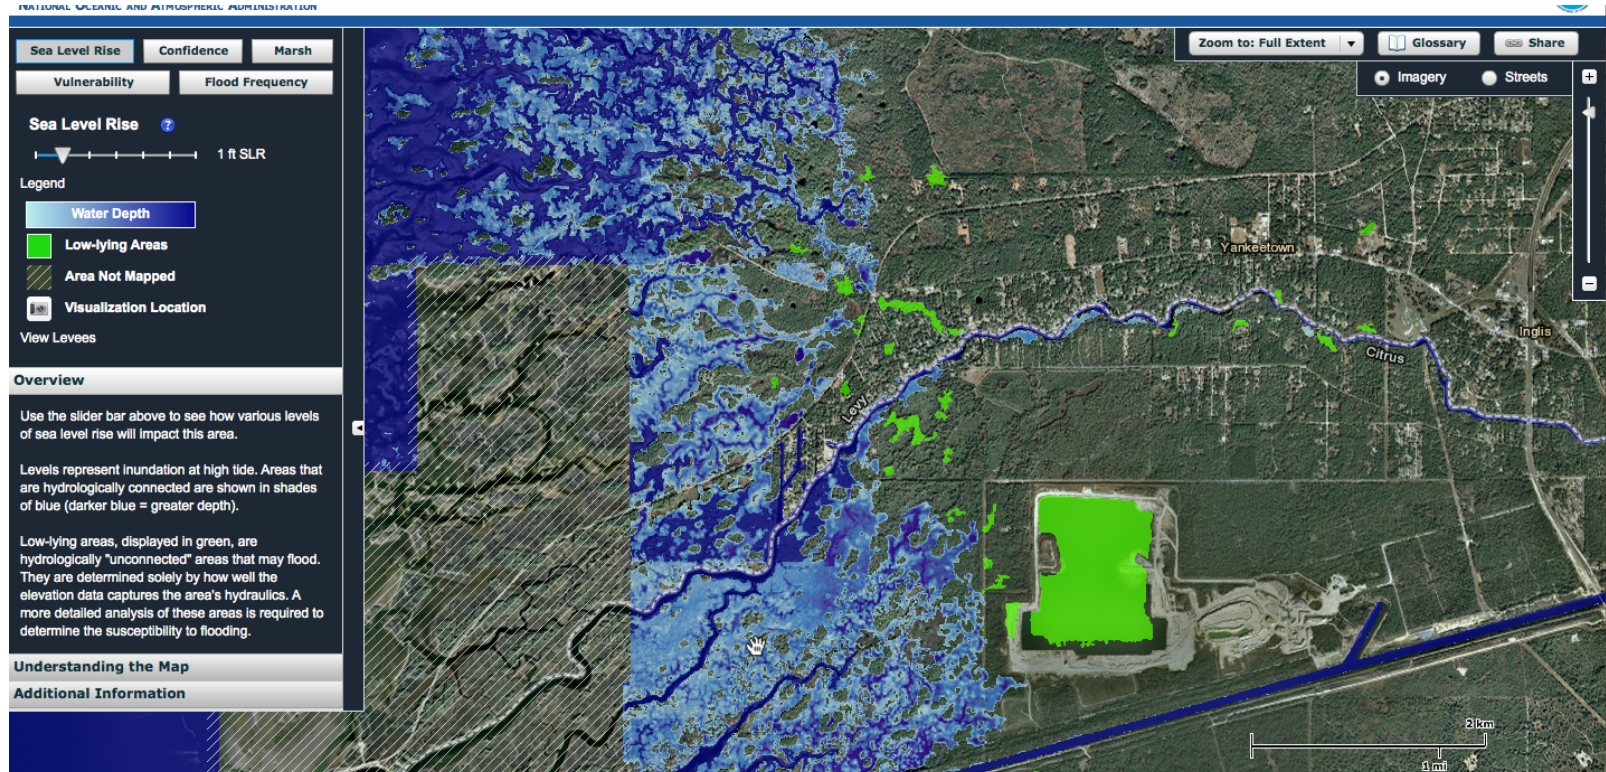 NATIONAL OCEANIC AND ATMOSPHERIC ADMINISTRATION
Sea Level Rise
Confidence
Marsh
Vulnerability
Flood Frequency
Sea Level Rise ?
1 ft SLR
Legend
Water Depth
Low-lying Areas
Area Not Mapped
Visualization Location
View Levees
Overview
Use the slider bar above to see how various levels
of sea level rise will impact this area.
Levels represent inundation at high tide. Areas that
are hydrologically connected are shown in shades
of blue (darker blue = greater depth).
Low-lying areas, displayed in green, are
hydrologically "unconnected" areas that may flood.
They are determined solely by how well the
elevation data captures the area's hydraulics. A
more detailed analysis of these areas is required to
determine the susceptibility to flooding.
Understanding the Map
Additional Information
Zoom to: Full Extent
Glossary
Share
Imagery
Streets
Yankeetown
Inglis
Citrus
Levy
2 km
1 mi